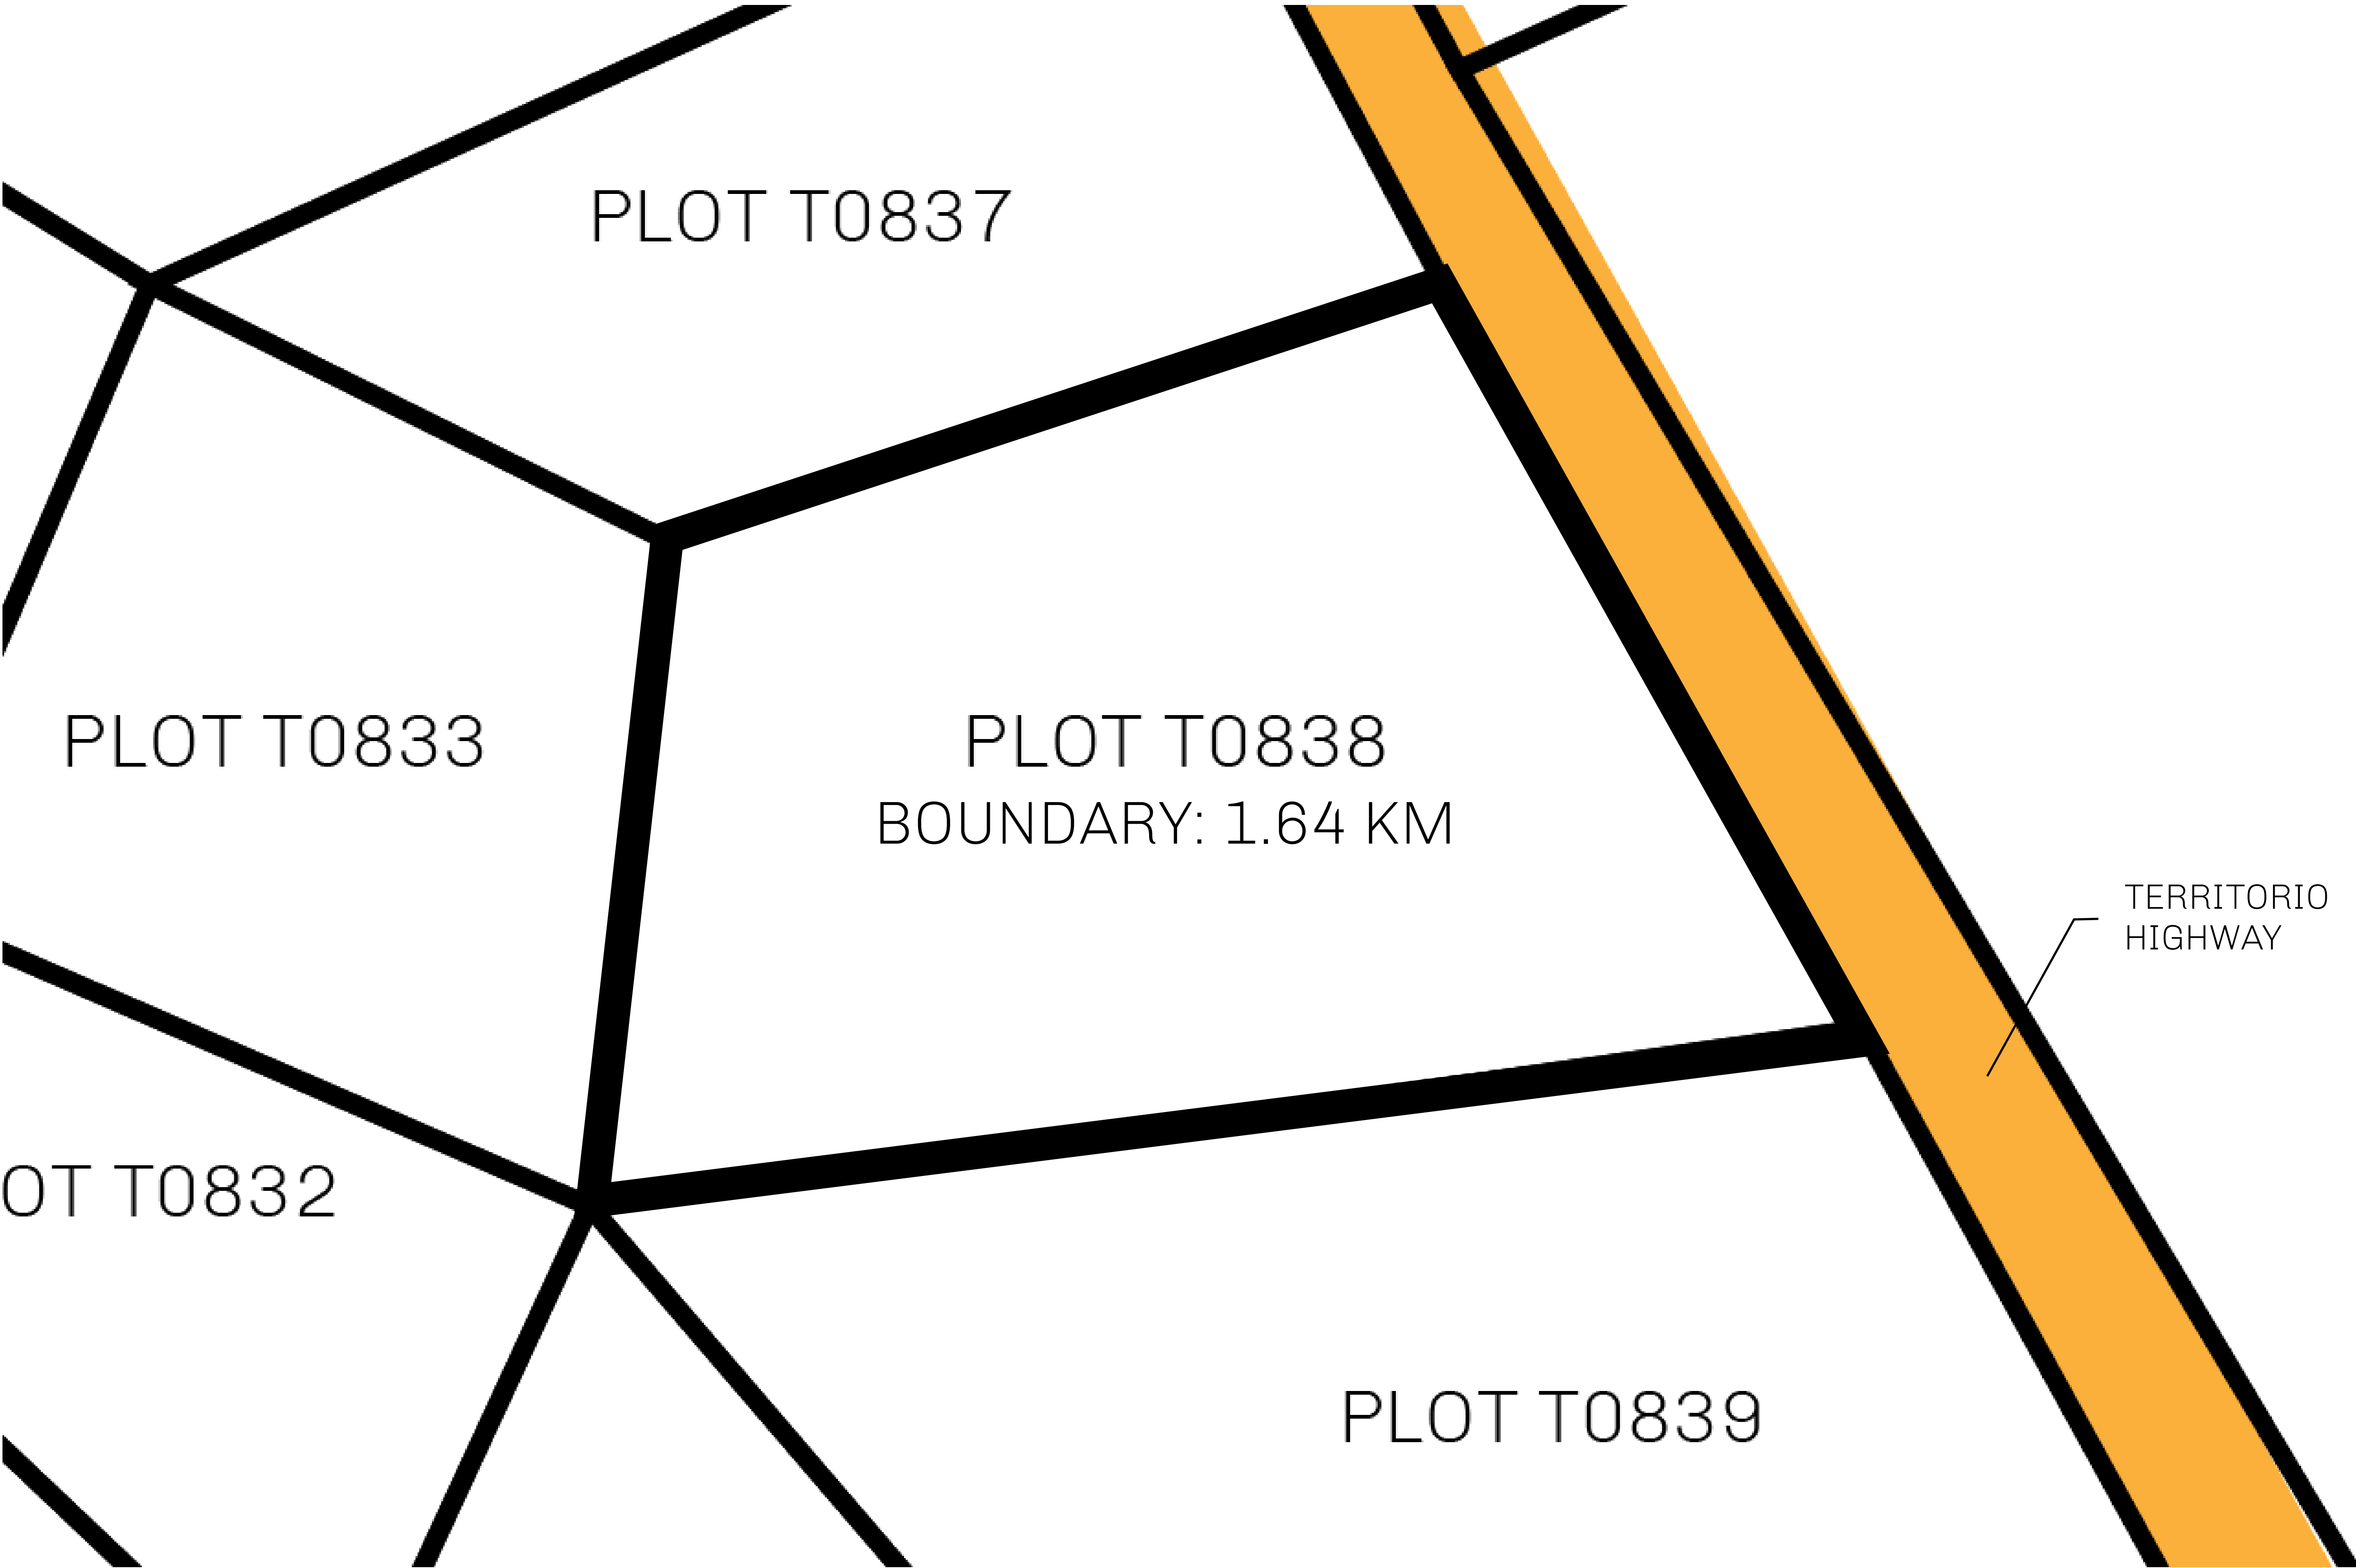 PLOT T0837
PLOT T0833
PLOT T0838
BOUNDARY: 1.64 KM
TERRITORIO
HIGHWAY
OT T0832
PLOT T0839